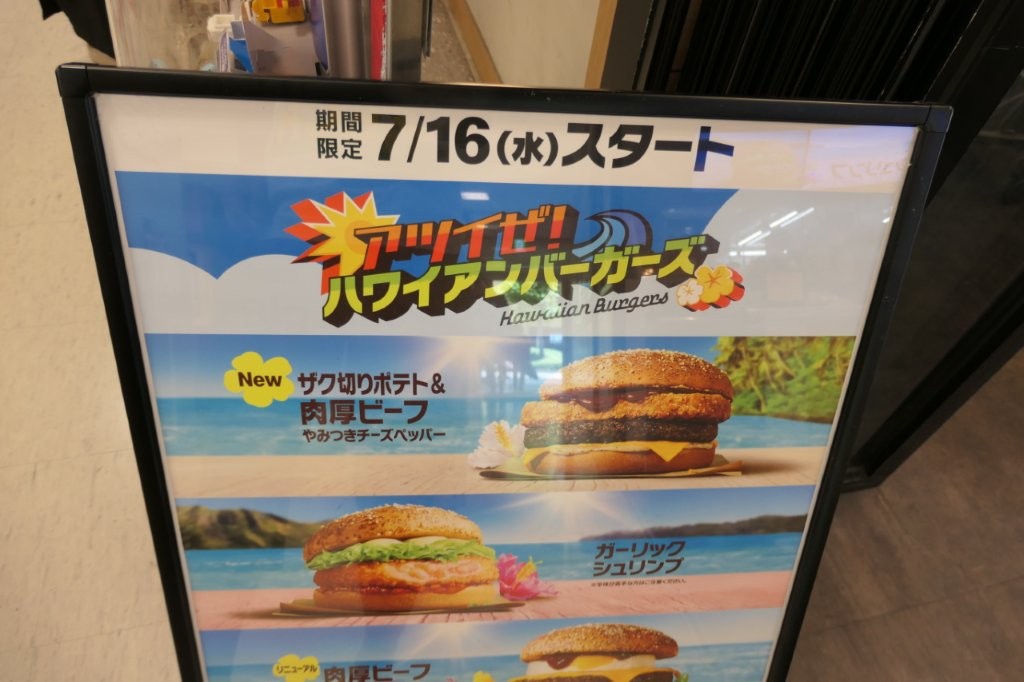 期間限定 7/16(水)スタート
アツイぜ!
ハワイアンバーガーズ
Hawaiian Burgers
New
ザク切りポテト&
肉厚ビーフ
やみつきチーズペッパー
ガーリック
シュリンプ
リニューアル
肉厚ビーフ